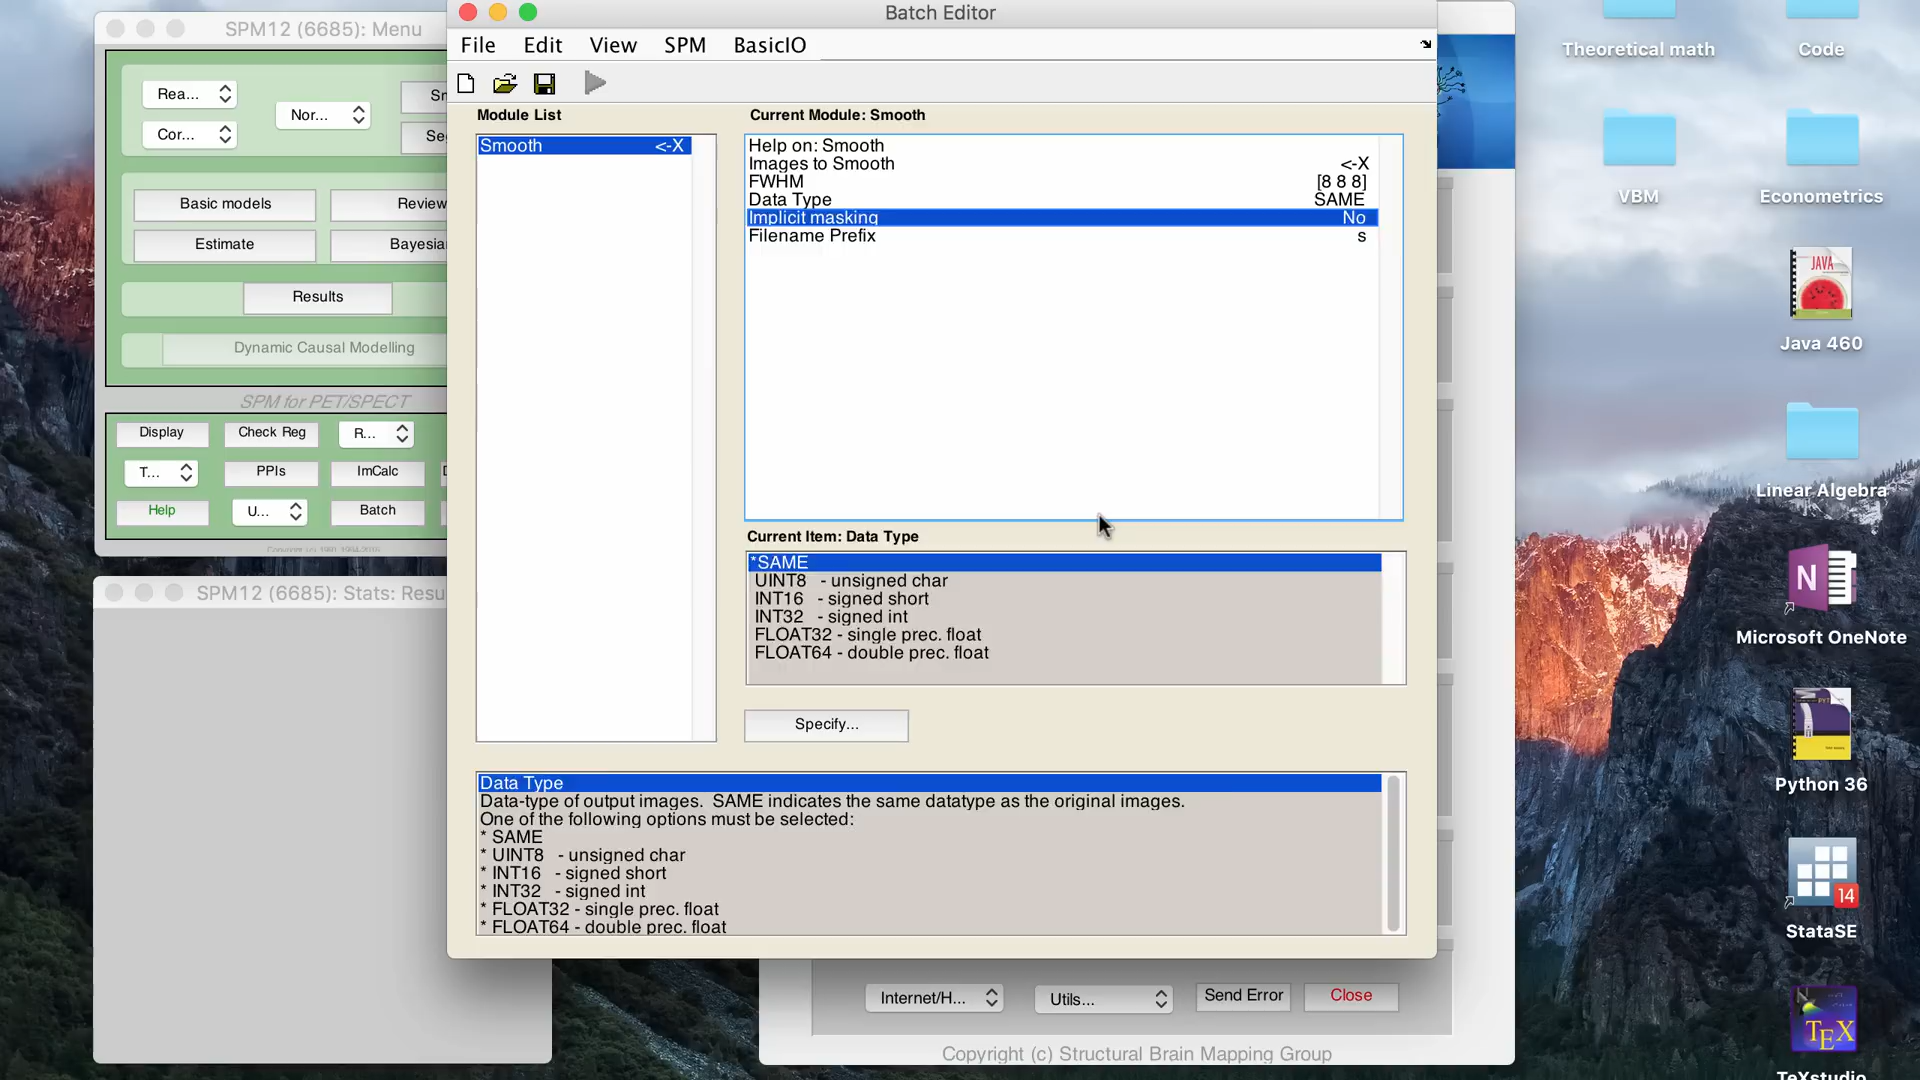 SPM12 (6685): Menu
Rea...
Nor...
Sm
Cor...
Seg
Basic models
Review
Estimate
Bayesia
Results
Dynamic Causal Modelling
SPM for PET/SPECT
Display
Check Reg
R...
T...
PPIs
ImCalc
Help
U...
Batch
SPM12 (6685): Stats: Resu
Batch Editor
File Edit View SPM BasicIO
Module List
Smooth <-X
Current Module: Smooth
Help on: Smooth
Images to Smooth <-X
FWHM [8 8 8]
Data Type SAME
Implicit masking No
Filename Prefix s
Current Item: Data Type
*SAME
UINT8 - unsigned char
INT16 - signed short
INT32 - signed int
FLOAT32 - single prec. float
FLOAT64 - double prec. float
Specify...
Data Type
Data-type of output images. SAME indicates the same datatype as the original images.
One of the following options must be selected:
* SAME
* UINT8 - unsigned char
* INT16 - signed short
* INT32 - signed int
* FLOAT32 - single prec. float
* FLOAT64 - double prec. float
Internet/H...
Utils...
Send Error
Close
Copyright (c) Structural Brain Mapping Group
Theoretical math
Code
VBM
Econometrics
JAVA
Java 460
Linear Algebra
N
Microsoft OneNote
Python 36
14
StataSE
TEX
TeXstudio